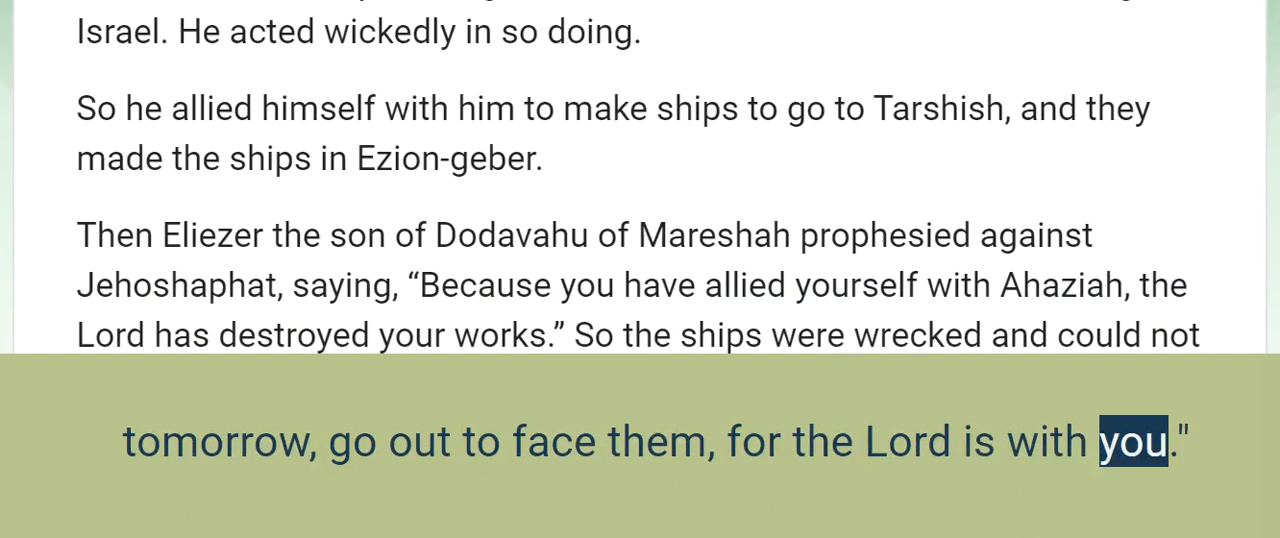 Israel. He acted wickedly in so doing.
So he allied himself with him to make ships to go to Tarshish, and they
made the ships in Ezion-geber.
Then Eliezer the son of Dodavahu of Mareshah prophesied against
Jehoshaphat, saying, “Because you have allied yourself with Ahaziah, the
Lord has destroyed your works.” So the ships were wrecked and could not
tomorrow, go out to face them, for the Lord is with you."